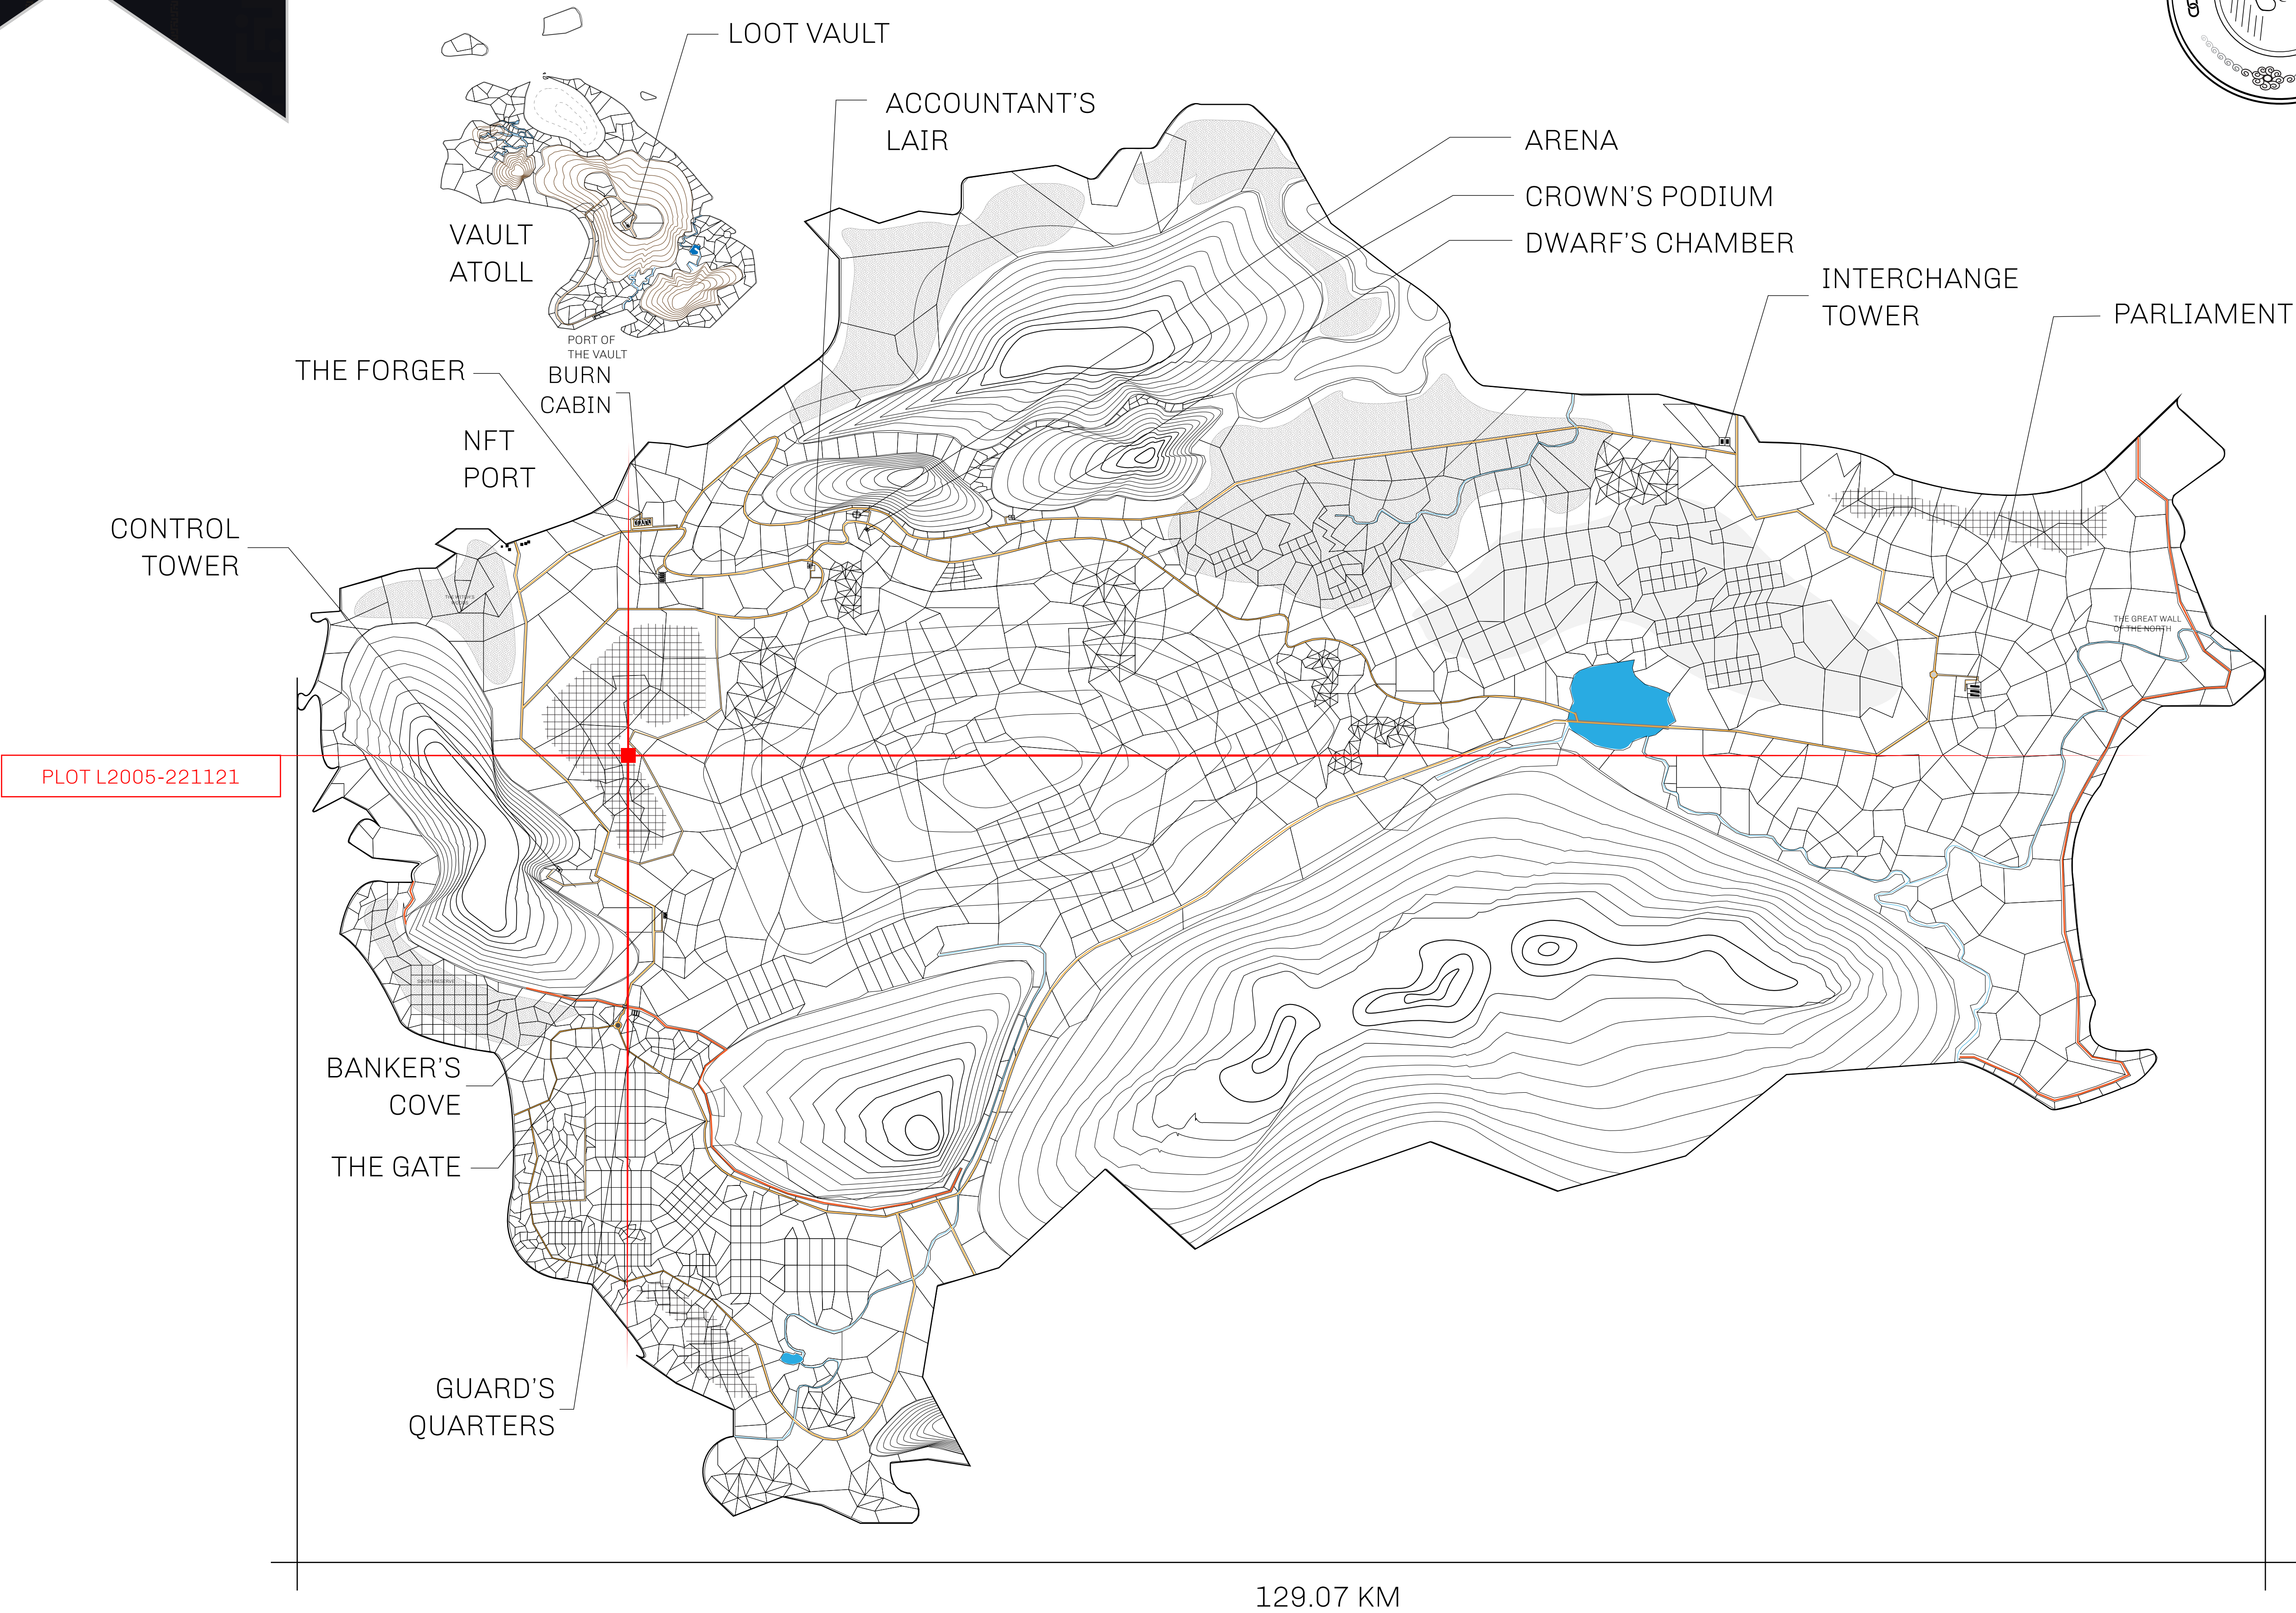 LOOT VAULT
ACCOUNTANT'S
LAIR
ARENA
CROWN'S PODIUM
DWARF'S CHAMBER
INTERCHANGE
TOWER
PARLIAMENT
VAULT
ATOLL
PORT OF
THE VAULT
THE FORGER
BURN
CABIN
NFT
PORT
CONTROL
TOWER
THE GREAT WALL
OF THE NORTH
PLOT L2005-221121
SOUTH RESERVE
BANKER'S
COVE
THE GATE
GUARD'S
QUARTERS
129.07 KM